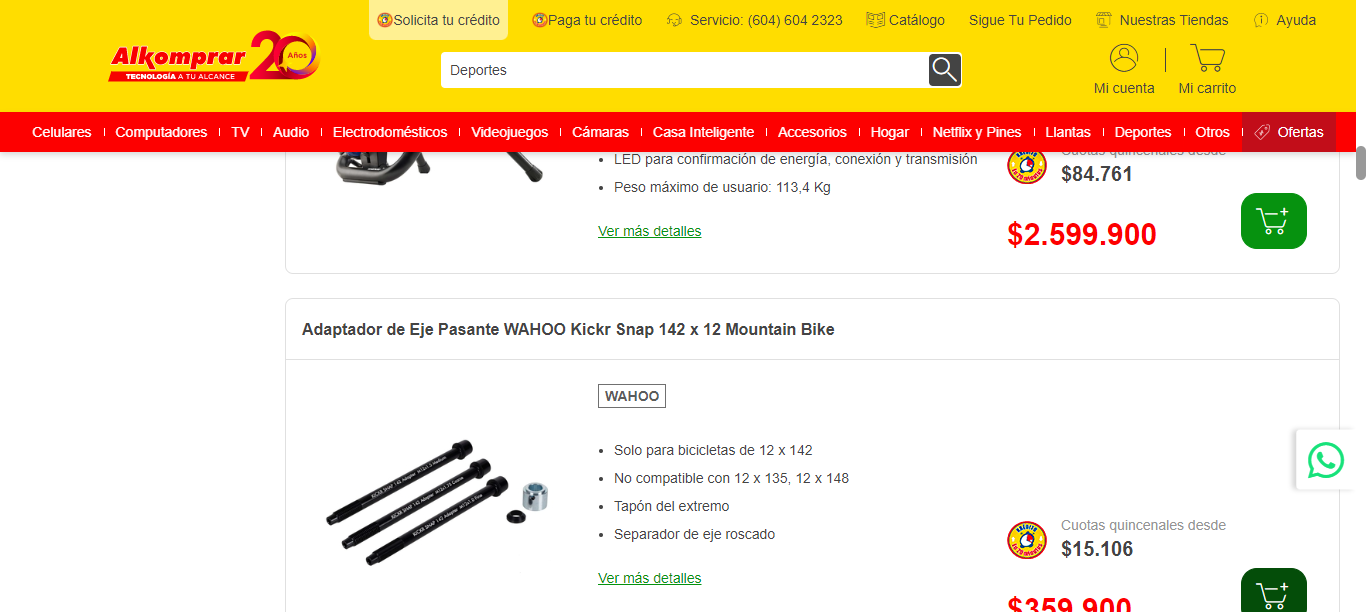 Solicita tu crédito
Paga tu crédito
Servicio: (604) 604 2323
Catálogo
Sigue Tu Pedido
Nuestras Tiendas
Ayuda
Alkomprar
20 Años
TECNOLOGÍA A TU ALCANCE
Deportes
Mi cuenta
Mi carrito
Celulares
Computadores
TV
Audio
Electrodomésticos
Videojuegos
Cámaras
Casa Inteligente
Accesorios
Hogar
Netflix y Pines
Llantas
Deportes
Otros
Ofertas
• LED para confirmación de energía, conexión y transmisión
• Peso máximo de usuario: 113,4 Kg
Ver más detalles
Cuotas quincenales desde
$84.761
$2.599.900
Adaptador de Eje Pasante WAHOO Kickr Snap 142 x 12 Mountain Bike
WAHOO
• Solo para bicicletas de 12 x 142
• No compatible con 12 x 135, 12 x 148
• Tapón del extremo
• Separador de eje roscado
Ver más detalles
Cuotas quincenales desde
$15.106
$359.900